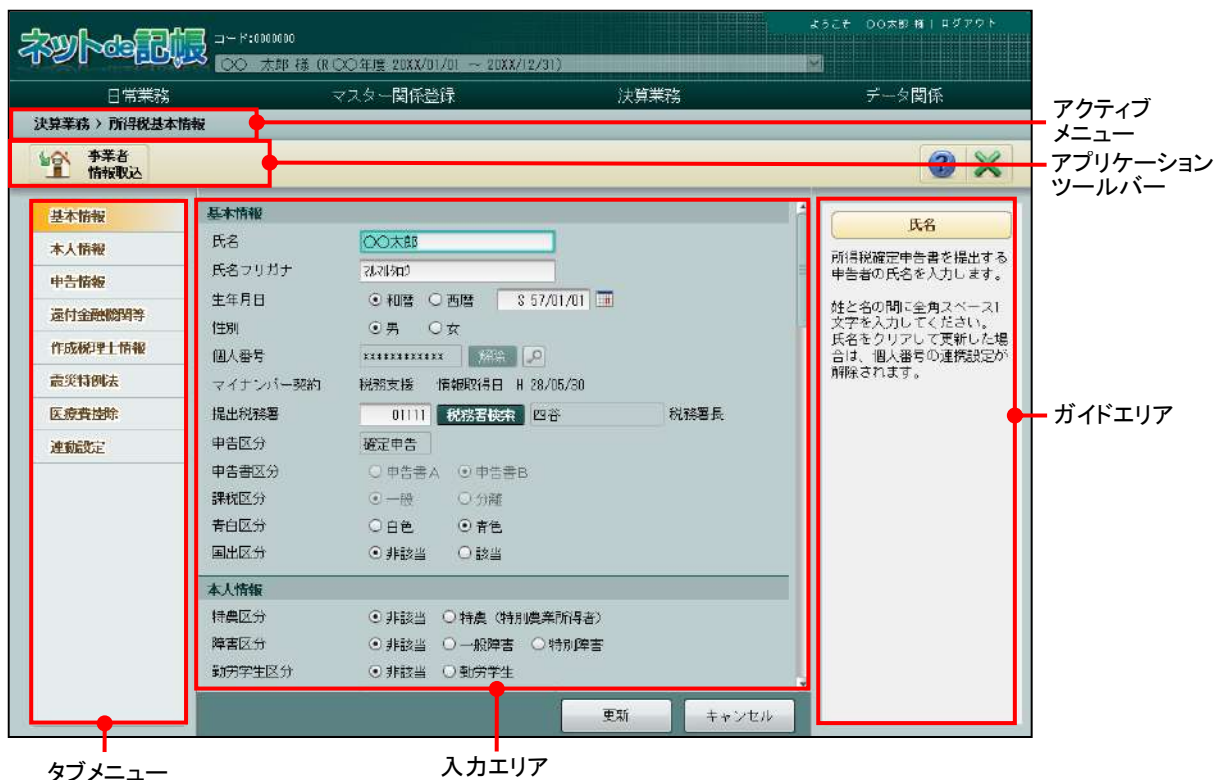 ネットde記帳
コード:0000000
ようこそ 〇〇太郎 様 | ログアウト
〇〇 太郎 様 (R〇〇年度 20XX/01/01 ～ 20XX/12/31)
日常業務 マスター関係登録 決算業務 データ関係
決算業務 > 所得税基本情報
事業者
情報取込
アクティブ
メニュー
アプリケーション
ツールバー
基本情報
本人情報
申告情報
還付金融機関等
作成税理士情報
震災特例法
医療費控除
連動設定
基本情報
氏名 〇〇太郎
氏名フリガナ ﾏﾙﾏﾙﾀﾛｳ
生年月日 和暦 西暦 S 57/01/01
性別 男 女
個人番号 ************ 解除
マイナンバー契約 税務支援 情報取得日 H 28/05/30
提出税務署 01111 税務署検索 四谷 税務署長
申告区分 確定申告
申告書区分 申告書A 申告書B
課税区分 一般 分離
青白区分 白色 青色
国出区分 非該当 該当
本人情報
特農区分 非該当 特農（特別農業所得者）
障害区分 非該当 一般障害 特別障害
勤労学生区分 非該当 勤労学生
更新 キャンセル
氏名
所得税確定申告書を提出する
申告者の氏名を入力します。
姓と名の間に全角スペース1
文字を入力してください。
氏名をクリアして更新した場
合は、個人番号の連携設定が
解除されます。
ガイドエリア
タブメニュー
入力エリア